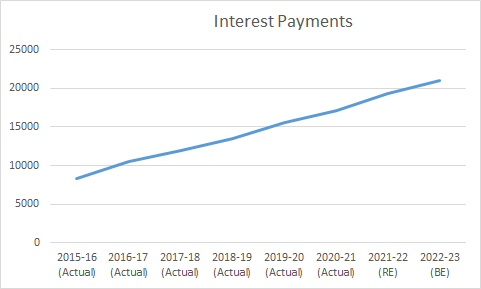 Interest Payments
25000
20000
15000
10000
5000
0
2015-16 2016-17 2017-18 2018-19 2019-20 2020-21 2021-22 2022-23
(Actual) (Actual) (Actual) (Actual) (Actual) (Actual) (RE) (BE)